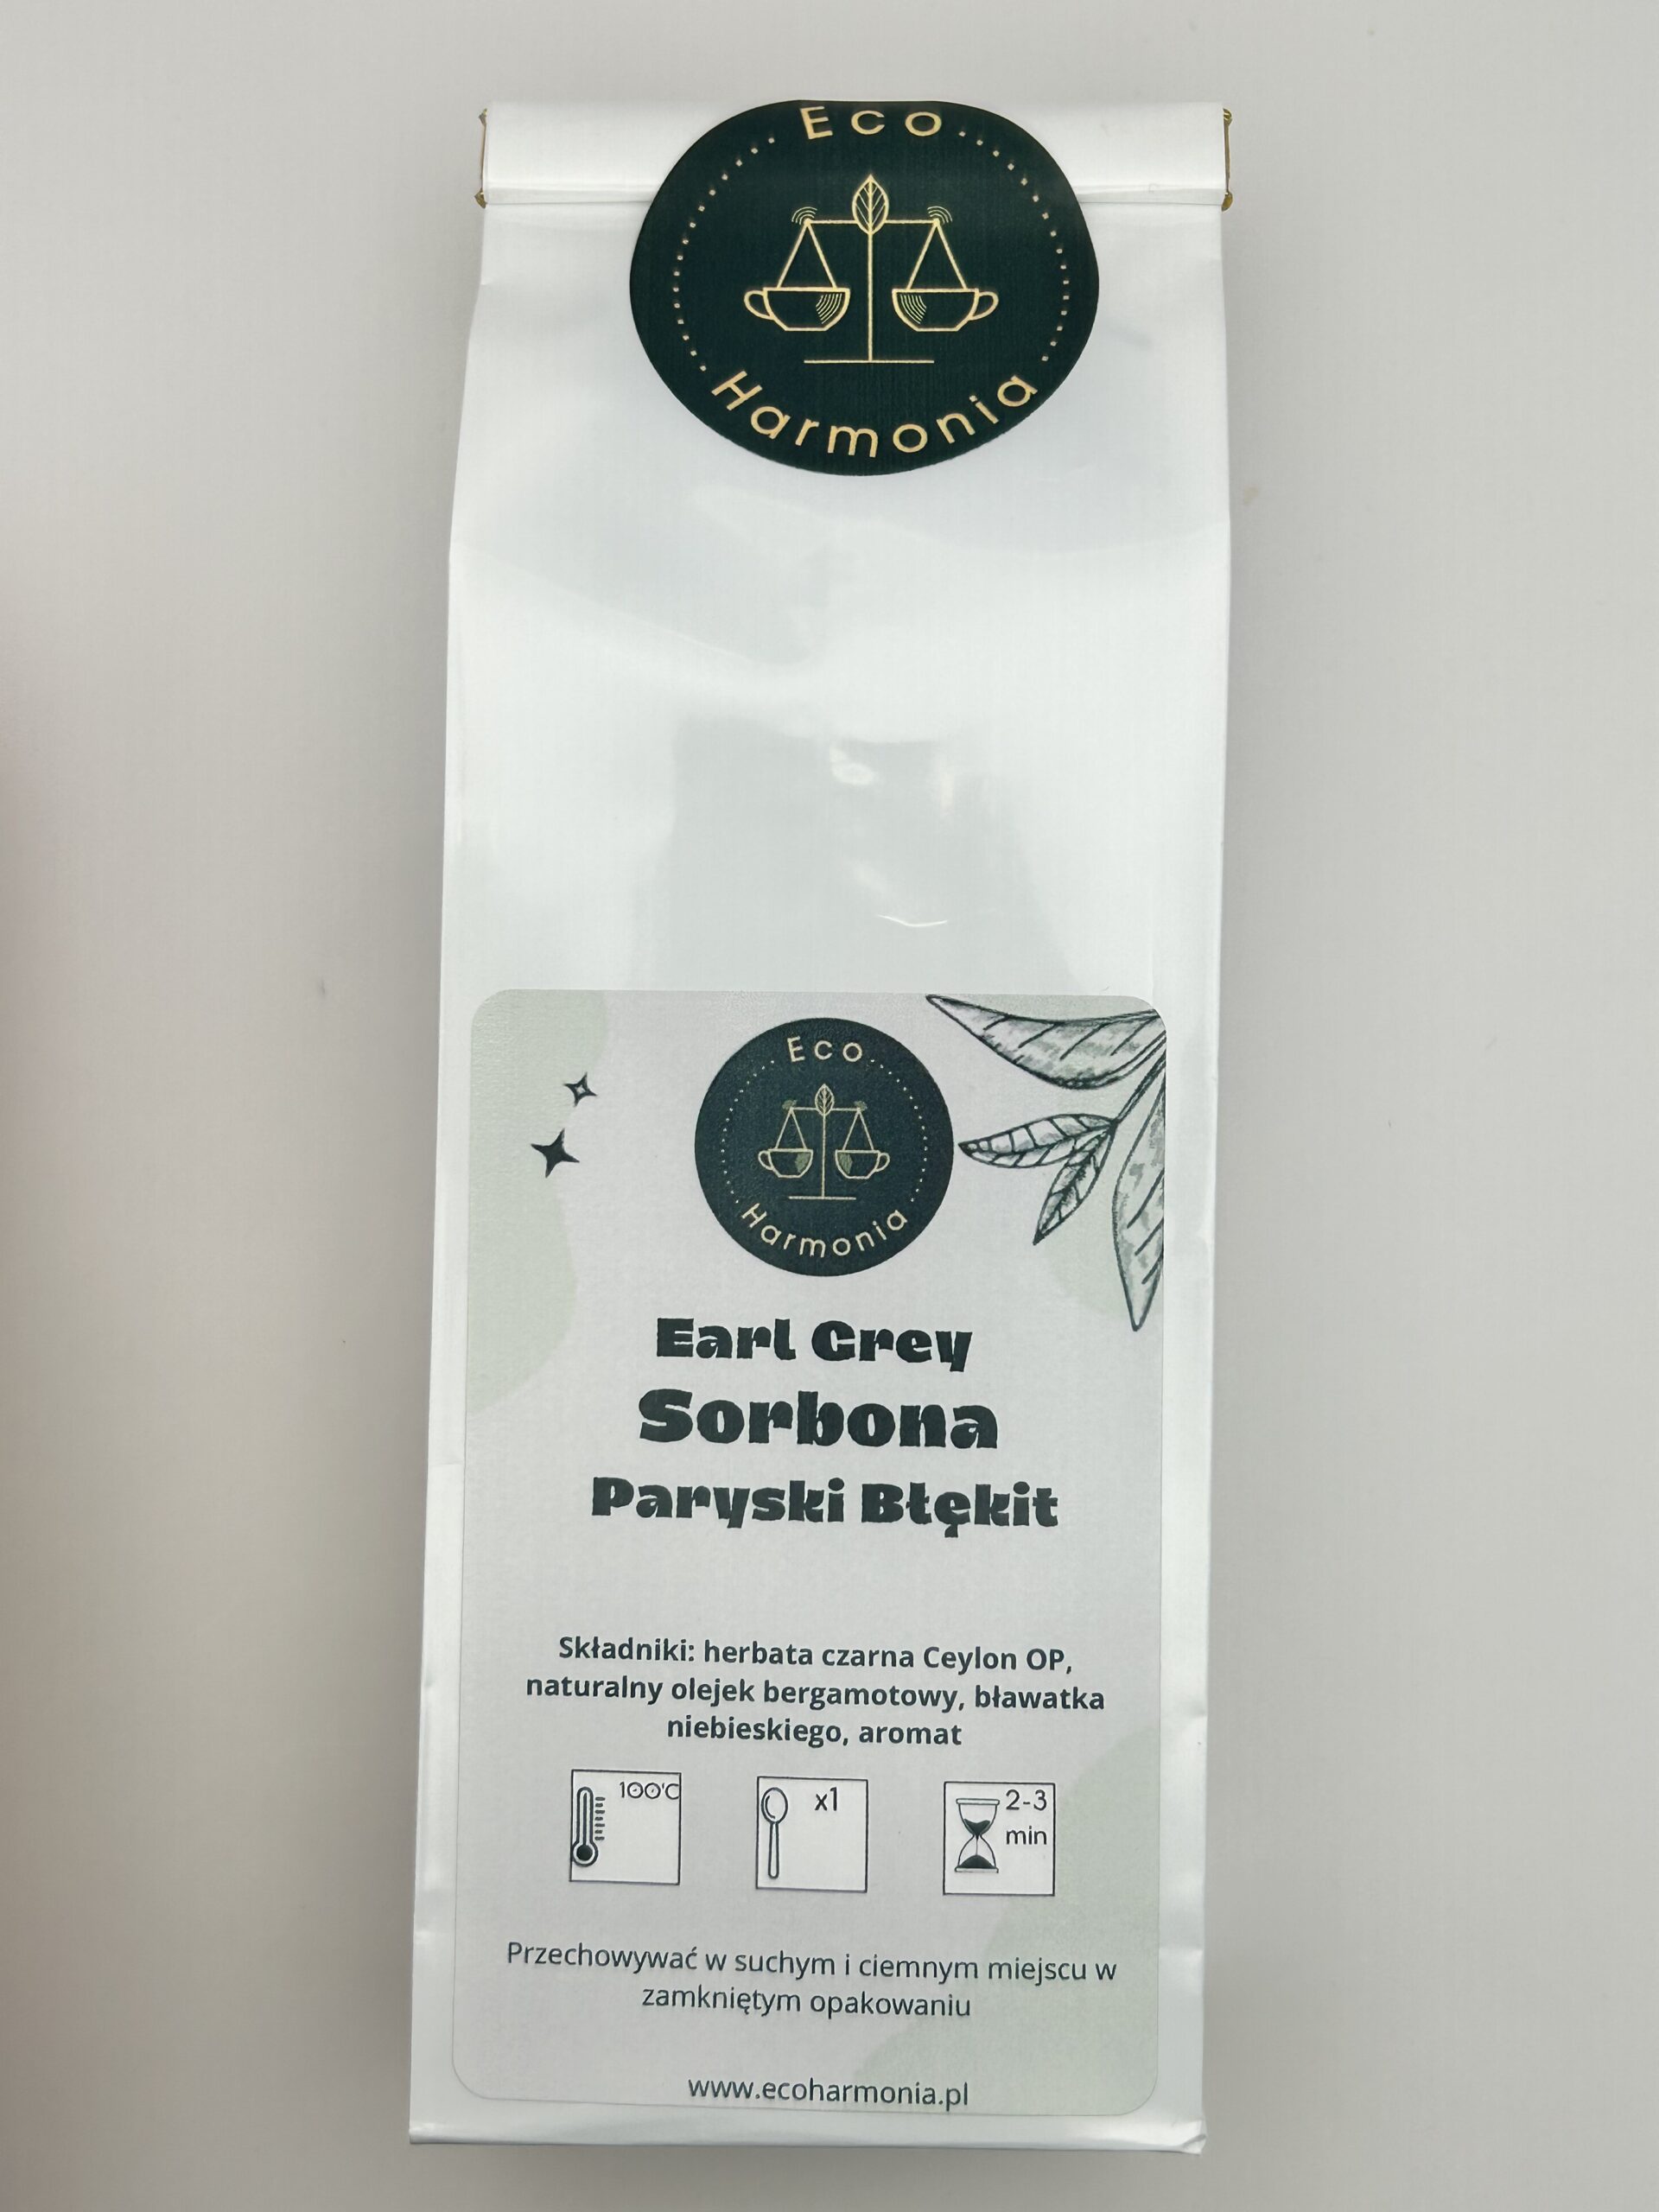 Eco
Harmonia
Eco
Harmonia
Earl Grey
Sorbona
Paryski Błękit
Składniki: herbata czarna Ceylon OP,
naturalny olejek bergamotowy, bławatka
niebieskiego, aromat
100°C
x1
2-3
min
Przechowywać w suchym i ciemnym miejscu w
zamkniętym opakowaniu
www.ecoharmonia.pl